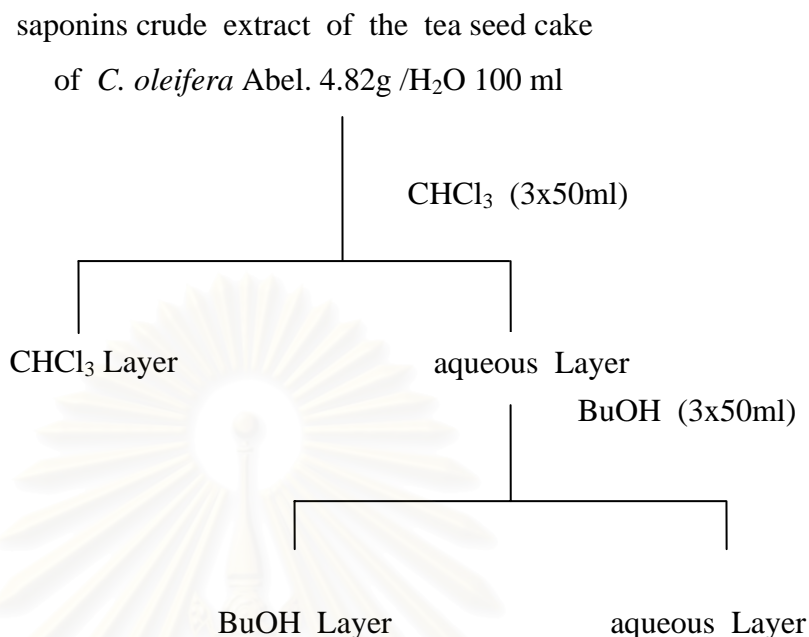 saponins crude extract of the tea seed cake
of C. oleifera Abel. 4.82g /H₂O 100 ml
CHCl₃ (3x50ml)
CHCl₃ Layer
aqueous Layer
BuOH (3x50ml)
BuOH Layer
aqueous Layer